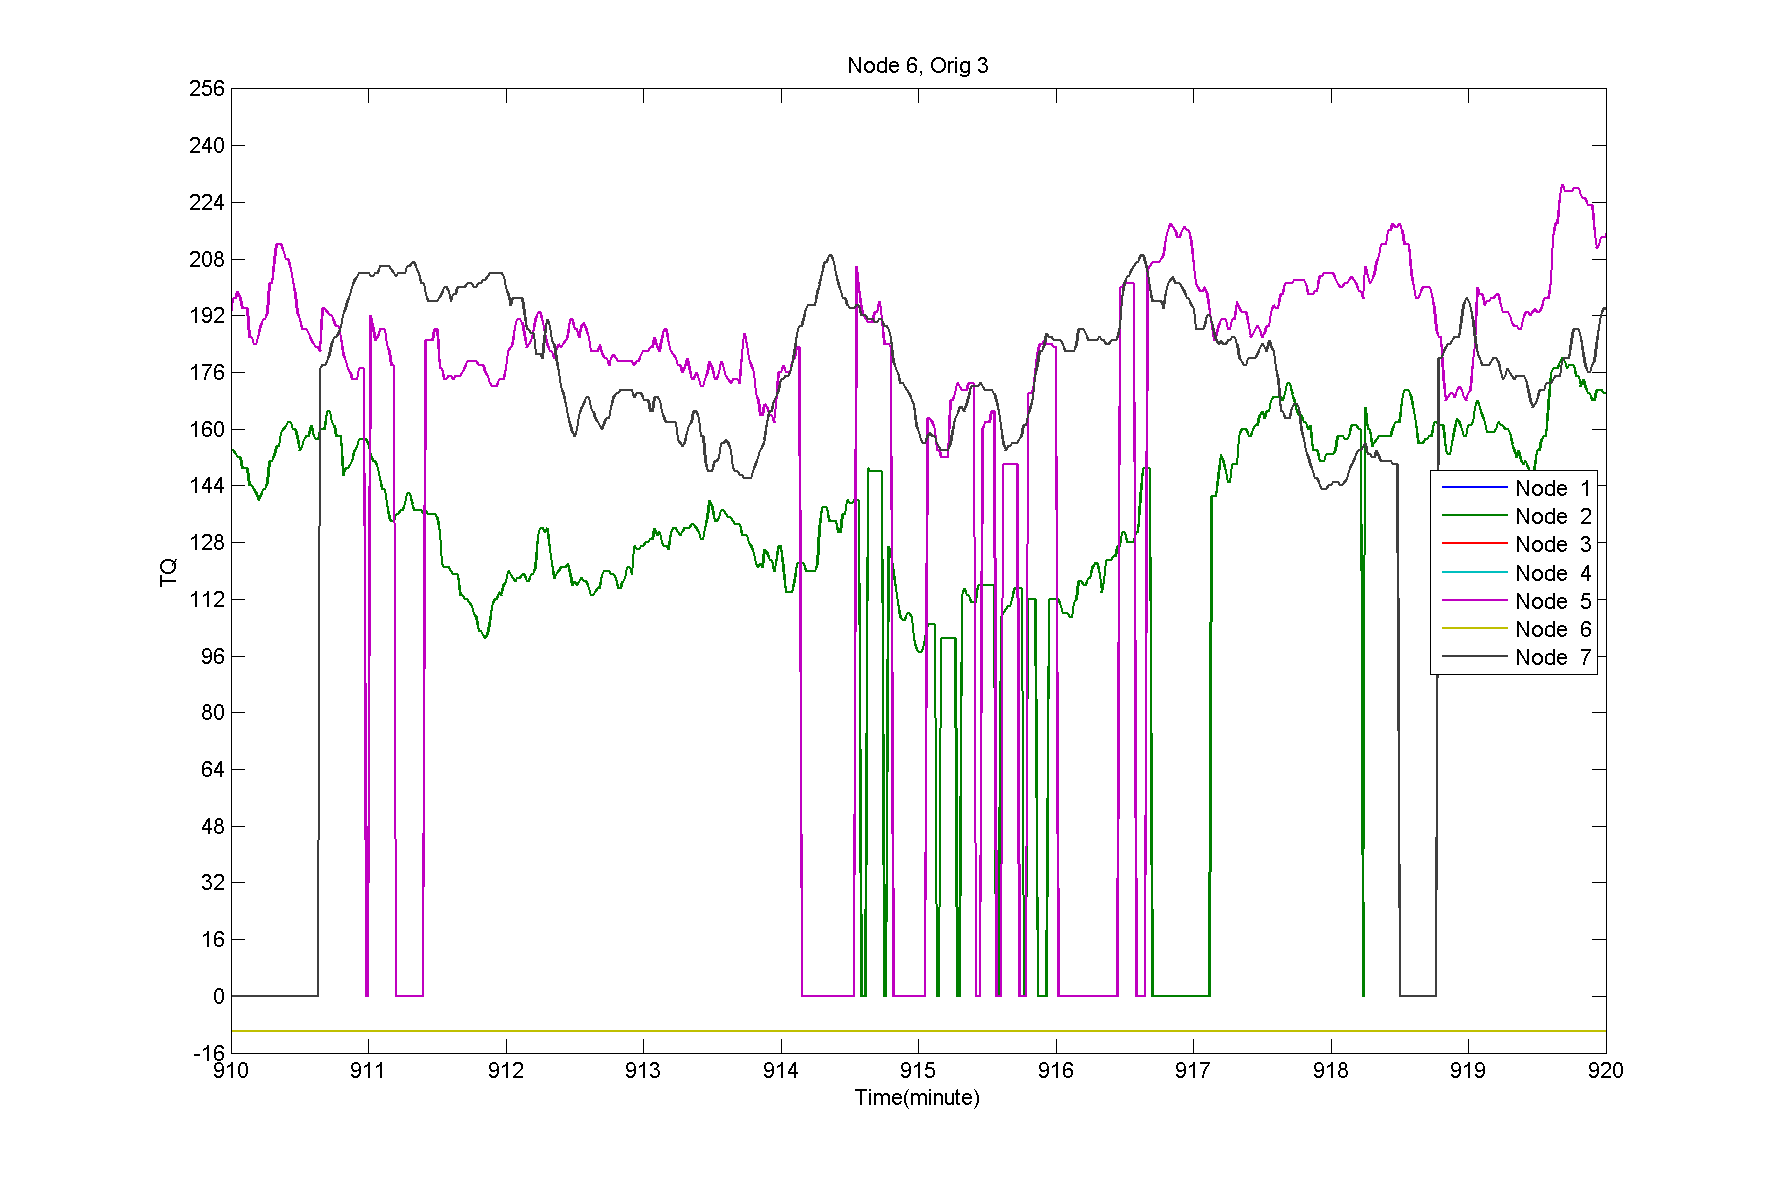 Node 6, Orig 3
256
240
224
208
192
176
160
144
128
112
96
80
64
48
32
16
0
-16
TQ
910 911 912 913 914 915 916 917 918 919 920
Time(minute)
Node 1
Node 2
Node 3
Node 4
Node 5
Node 6
Node 7